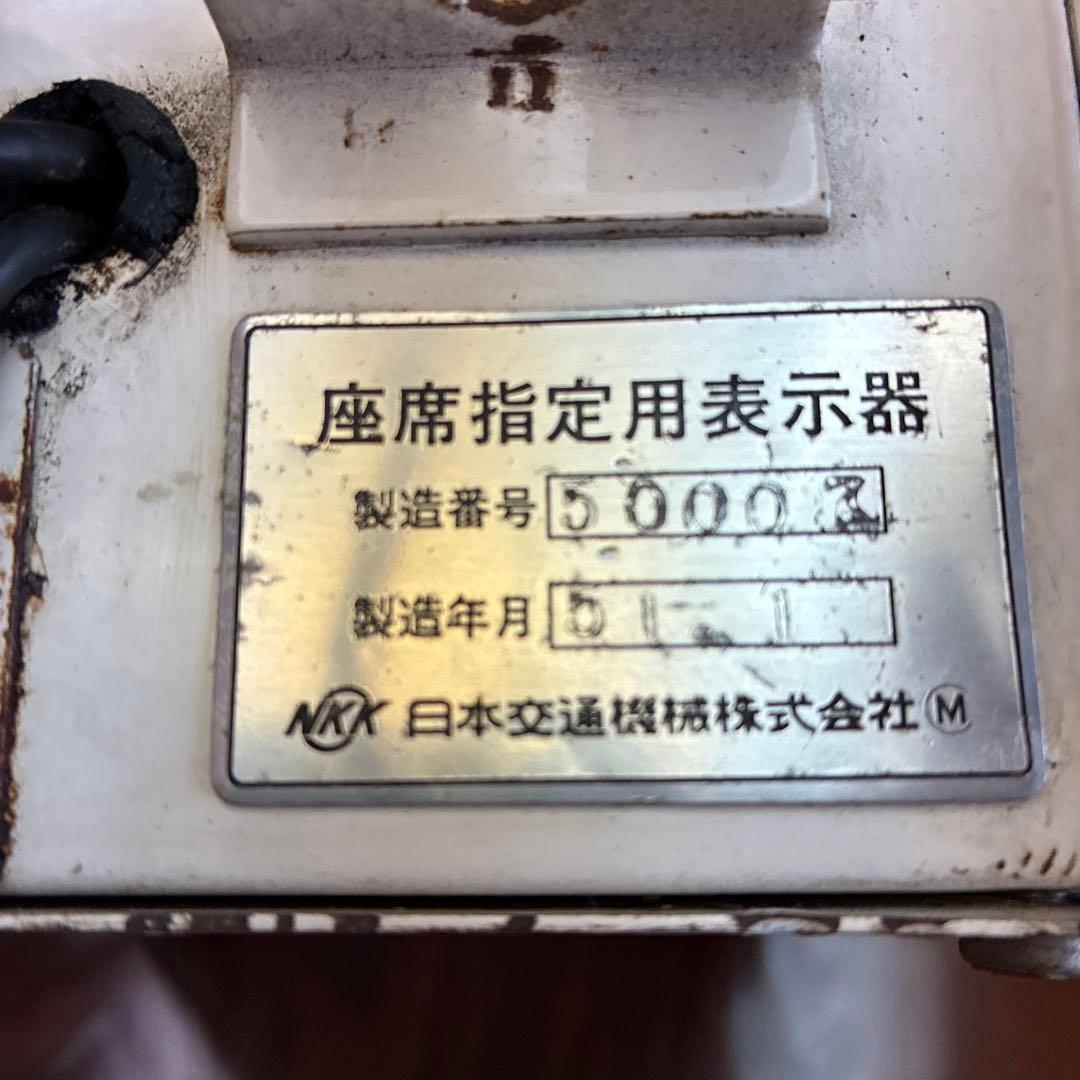 座席指定用表示器
製造番号 5000
製造年月 51-1
NKK 日本交通機械株式会社 M